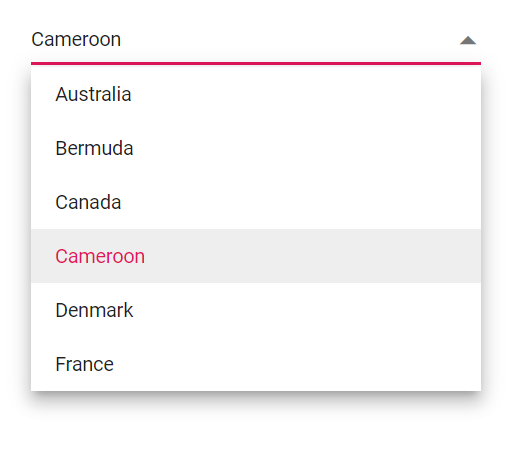 Cameroon
Australia
Bermuda
Canada
Cameroon
Denmark
France